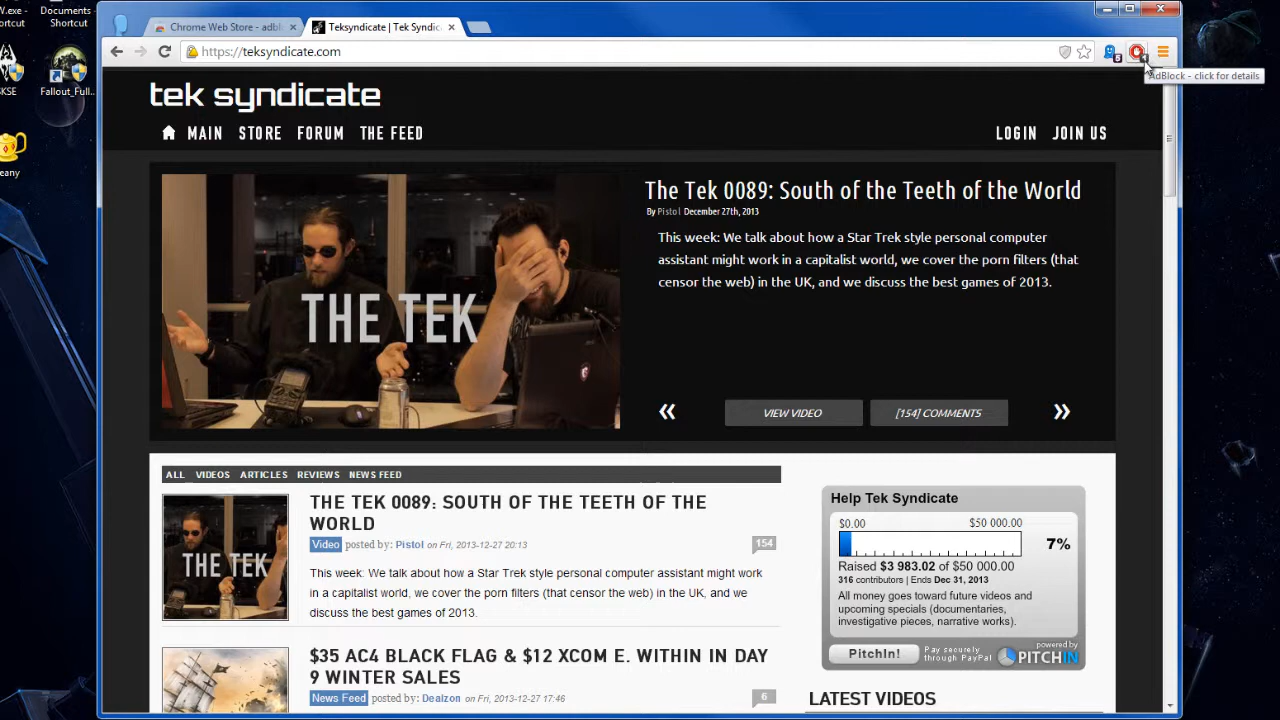 W.exe -
ortcut
Documents -
Shortcut
SKSE
Fallout_Full...
eany
Chrome Web Store - adbl
Teksyndicate | Tek Syndic
https://teksyndicate.com
5
AdBlock - click for details
tek syndicate
MAIN STORE FORUM THE FEED
LOGIN JOIN US
THE TEK
The Tek 0089: South of the Teeth of the World
By Pistol December 27th, 2013
This week: We talk about how a Star Trek style personal computer
assistant might work in a capitalist world, we cover the porn filters (that
censor the web) in the UK, and we discuss the best games of 2013.
« VIEW VIDEO [154] COMMENTS »
ALL VIDEOS ARTICLES REVIEWS NEWS FEED
THE TEK
THE TEK 0089: SOUTH OF THE TEETH OF THE
WORLD
Video posted by: Pistol on Fri, 2013-12-27 20:13
154
This week: We talk about how a Star Trek style personal computer assistant might work
in a capitalist world, we cover the porn filters (that censor the web) in the UK, and we
discuss the best games of 2013.
$35 AC4 BLACK FLAG & $12 XCOM E. WITHIN IN DAY
9 WINTER SALES
News Feed posted by: Deaizon on Fri, 2013-12-27 17:46
6
Help Tek Syndicate
$0.00 $50 000.00
7%
Raised $3 983.02 of $50 000.00
316 contributors | Ends Dec 31, 2013
All money goes toward future videos and
upcoming specials (documentaries,
investigative pieces, narrative works).
PitchIn!
Pay securely
through PayPal
powered by
PITCHIN
LATEST VIDEOS